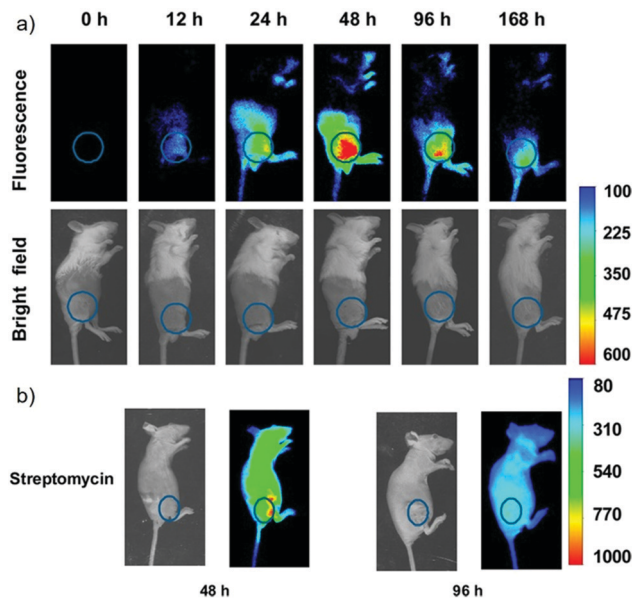 a)
0 h 12 h 24 h 48 h 96 h 168 h
Fluorescence
Bright field
100
225
350
475
600
b)
Streptomycin
80
310
540
770
1000
48 h 96 h